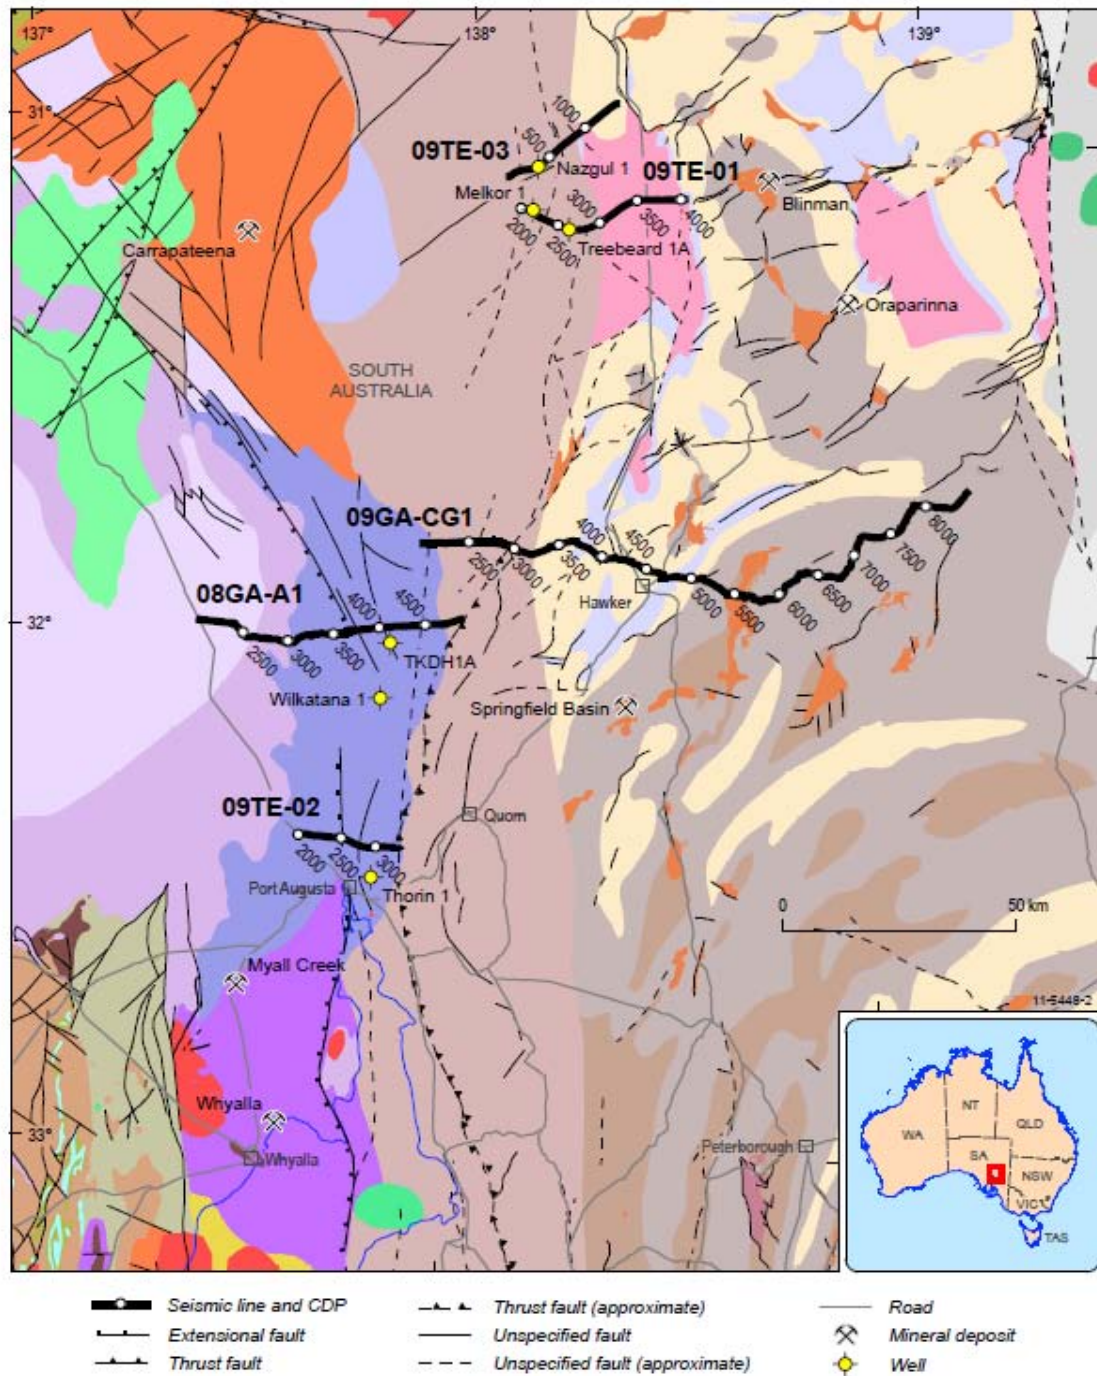 137°
138°
139°
31°
1000
500
09TE-03
Nazgul 1
09TE-01
Melkor 1
Blinman
2000
2500
3000
3500
4000
Treebeard 1A
Carrapateena
Oraparinna
SOUTH
AUSTRALIA
09GA-CG1
2500
3000
3500
4000
4500
5000
5500
6000
6500
7000
7500
8000
Hawker
08GA-A1
32°
2500
3000
3500
4000
4500
TKDH1A
Wilkatana 1
Springfield Basin
09TE-02
Quorn
2000
2500
3000
Port Augusta
Thorin 1
0
50 km
Myall Creek
11-5448-2
Whyalla
33°
Whyalla
Peterborough
NT
WA
QLD
SA
NSW
VIC
TAS
Seismic line and CDP
Thrust fault (approximate)
Road
Extensional fault
Unspecified fault
Mineral deposit
Thrust fault
Unspecified fault (approximate)
Well